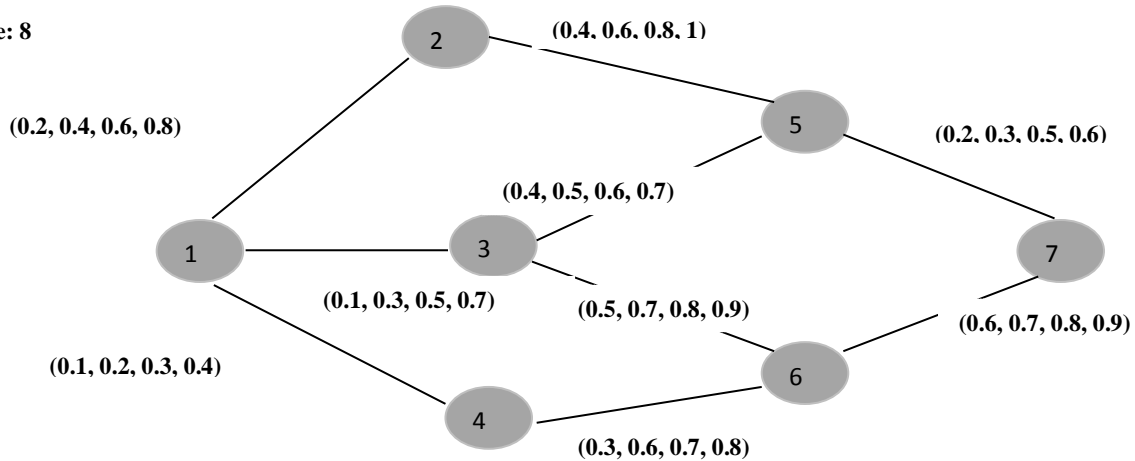 e: 8
2
(0.4, 0.6, 0.8, 1)
(0.2, 0.4, 0.6, 0.8)
5
(0.2, 0.3, 0.5, 0.6)
(0.4, 0.5, 0.6, 0.7)
1
3
7
(0.1, 0.3, 0.5, 0.7)
(0.5, 0.7, 0.8, 0.9)
(0.6, 0.7, 0.8, 0.9)
(0.1, 0.2, 0.3, 0.4)
6
4
(0.3, 0.6, 0.7, 0.8)